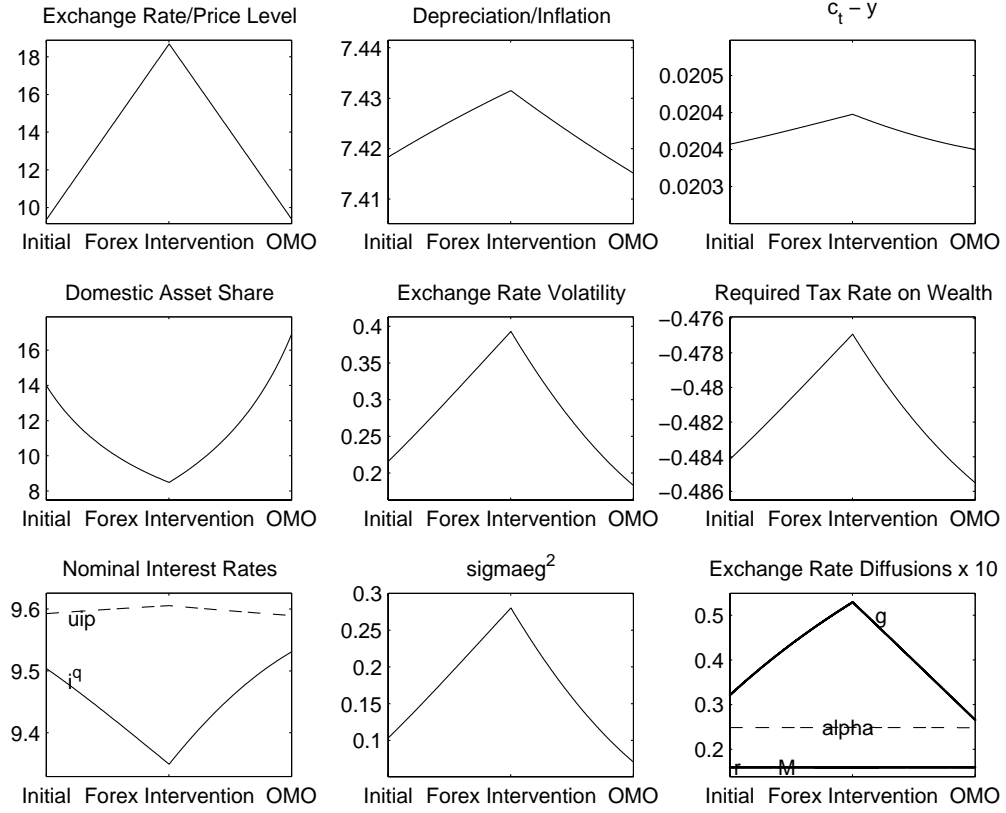 Exchange Rate/Price Level
18
16
14
12
10
Initial Forex Intervention OMO
Depreciation/Inflation
7.44
7.43
7.42
7.41
Initial Forex Intervention OMO
c_t − y
0.0205
0.0204
0.0204
0.0203
Initial Forex Intervention OMO
Domestic Asset Share
16
14
12
10
8
Initial Forex Intervention OMO
Exchange Rate Volatility
0.4
0.35
0.3
0.25
0.2
Initial Forex Intervention OMO
Required Tax Rate on Wealth
−0.476
−0.478
−0.48
−0.482
−0.484
−0.486
Initial Forex Intervention OMO
Nominal Interest Rates
9.6
9.5
9.4
uip
i^q
Initial Forex Intervention OMO
sigmaeg^2
0.3
0.25
0.2
0.15
0.1
Initial Forex Intervention OMO
Exchange Rate Diffusions x 10
0.5
0.4
0.3
0.2
g
alpha
r M
Initial Forex Intervention OMO